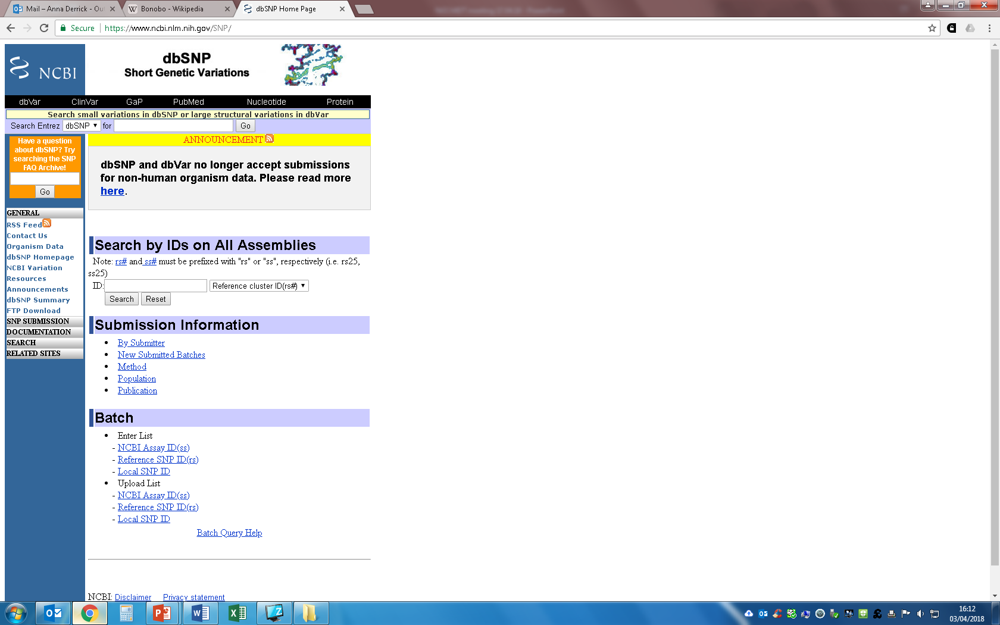 Mail – Anna Derrick - Out
Bonobo - Wikipedia
dbSNP Home Page
Secure
https://www.ncbi.nlm.nih.gov/SNP/
NCBI
dbSNP
Short Genetic Variations
dbVar ClinVar GaP PubMed Nucleotide Protein
Search small variations in dbSNP or large structural variations in dbVar
Search Entrez dbSNP for Go
Have a question
about dbSNP? Try
searching the SNP
FAQ Archive!
Go
GENERAL
RSS Feed
Contact Us
Organism Data
dbSNP Homepage
NCBI Variation
Resources
Announcements
dbSNP Summary
FTP Download
SNP SUBMISSION
DOCUMENTATION
SEARCH
RELATED SITES
ANNOUNCEMENT
dbSNP and dbVar no longer accept submissions
for non-human organism data. Please read more
here.
Search by IDs on All Assemblies
Note: rs# and ss# must be prefixed with "rs" or "ss", respectively (i.e. rs25,
ss25)
ID: Reference cluster ID(rs#)
Search Reset
Submission Information
By Submitter
New Submitted Batches
Method
Population
Publication
Batch
Enter List
- NCBI Assay ID(ss)
- Reference SNP ID(rs)
- Local SNP ID
Upload List
- NCBI Assay ID(ss)
- Reference SNP ID(rs)
- Local SNP ID
Batch Query Help
NCBI: Disclaimer Privacy statement
16:12
03/04/2018